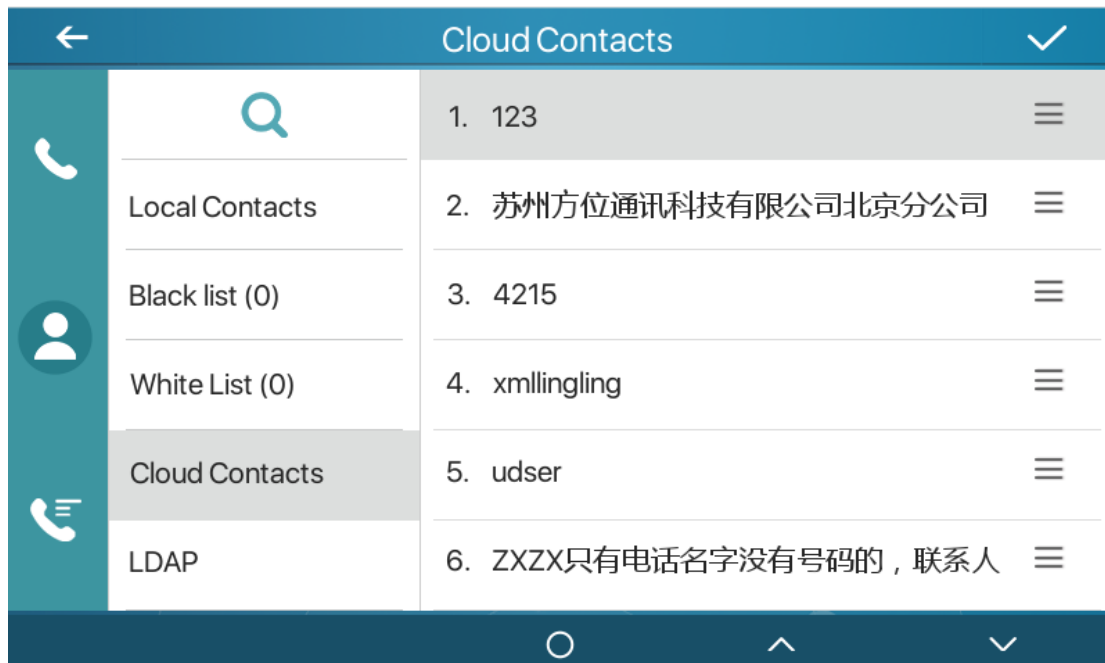 Cloud Contacts
1. 123
Local Contacts
2. 苏州方位通讯科技有限公司北京分公司
Black list (0)
3. 4215
White List (0)
4. xmllingling
Cloud Contacts
5. udser
LDAP
6. ZXZX只有电话名字没有号码的，联系人